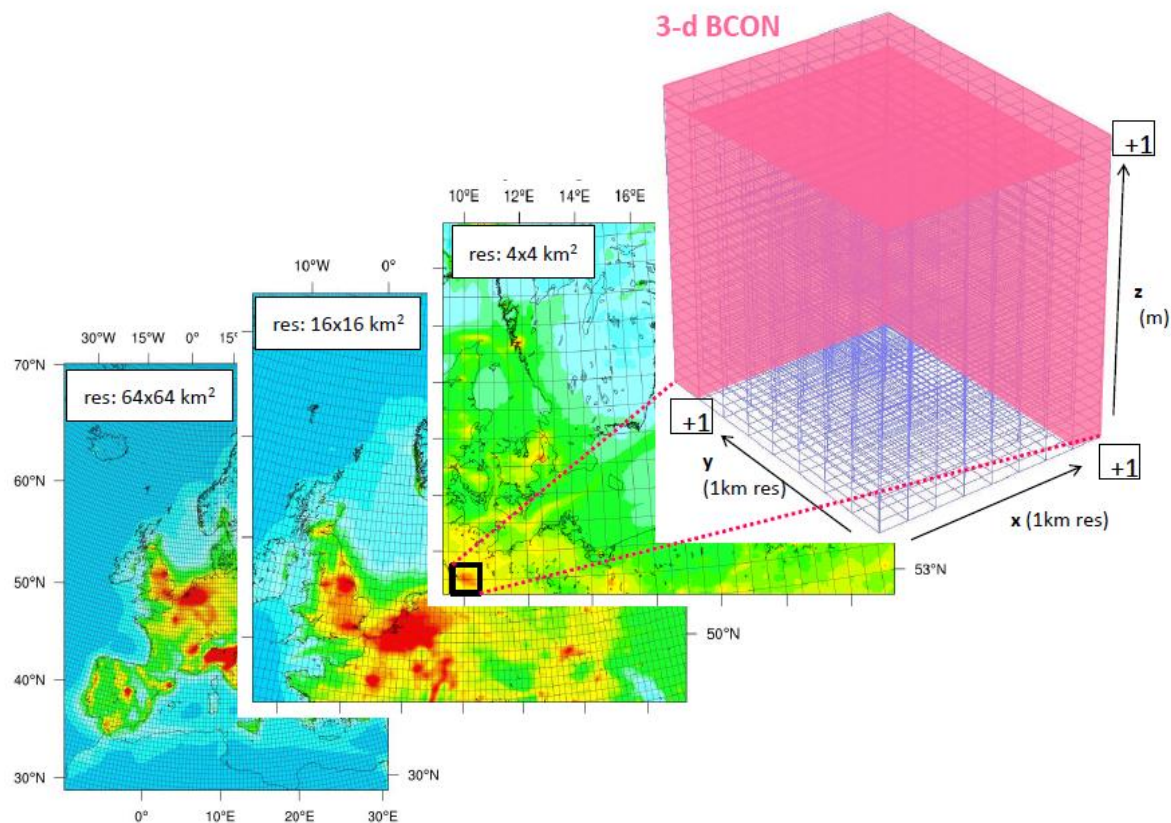 3-d BCON
+1
10°E 12°E 14°E 16°E
res: 4x4 km²
10°W 0°
z
(m)
res: 16x16 km²
30°W 15°W 0° 15°
70°N
res: 64x64 km²
+1
+1
y
(1km res)
x (1km res)
60°N
50°N
53°N
50°N
40°N
30°N
30°N
0° 10°E 20°E 30°E